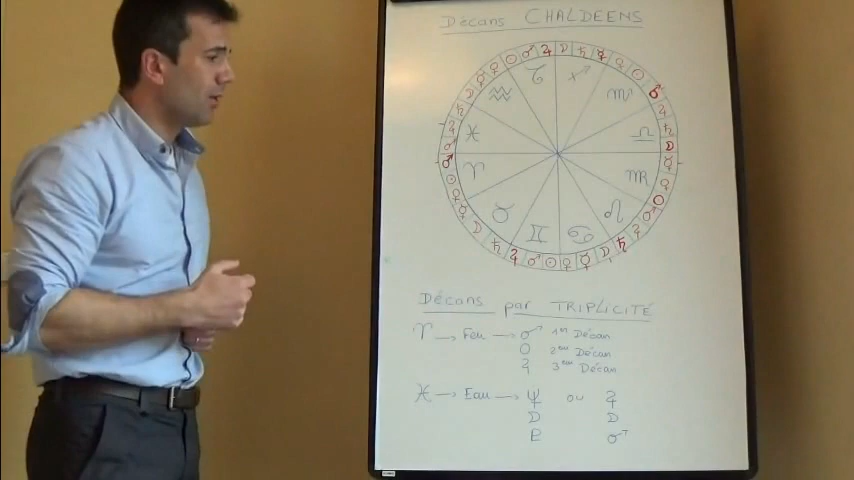 Décans CHALDEENS
♑ ♐
♒ ♏
♓ ♎
♈ ♍
♉ ♌
♊ ♋
Décans par TRIPLICITÉ
♈ → Feu → ♂ 1er Décan
☉ 2ème Décan
♃ 3ème Décan
♓ → Eau → ♆ ou ♃
☽ ☽
♇ ♂